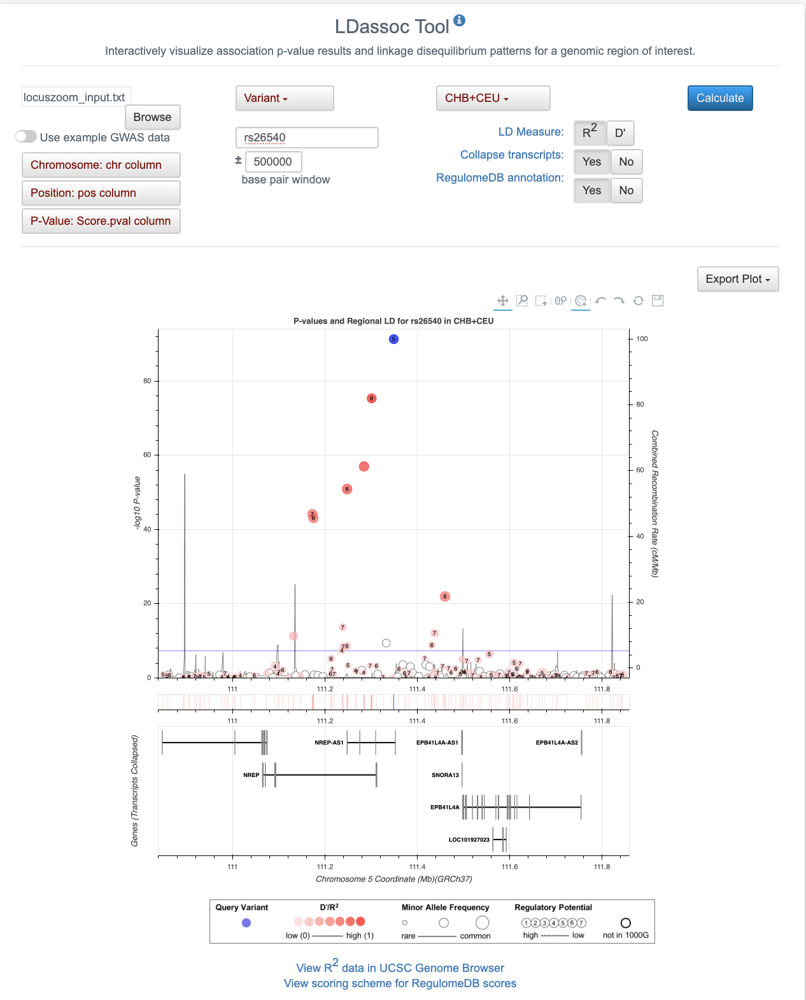 LDassoc Tool
Interactively visualize association p-value results and linkage disequilibrium patterns for a genomic region of interest.
locuszoom_input.txt
Browse
Use example GWAS data
Chromosome: chr column
Position: pos column
P-Value: Score.pval column
Variant
rs26540
± 500000
base pair window
CHB+CEU
LD Measure: R2 D'
Collapse transcripts: Yes No
RegulomeDB annotation: Yes No
Calculate
Export Plot
P-values and Regional LD for rs26540 in CHB+CEU
-log10 P-value
80
60
40
20
0
Combined Recombination Rate (cM/Mb)
100
80
60
40
20
0
111 111.2 111.4 111.6 111.8
111 111.2 111.4 111.6 111.8
Genes (Transcripts Collapsed)
NREP-AS1 EPB41L4A-AS1 EPB41L4A-AS2
NREP SNORA13
EPB41L4A
LOC101927023
111 111.2 111.4 111.6 111.8
Chromosome 5 Coordinate (Mb)(GRCh37)
Query Variant D'/R2 Minor Allele Frequency Regulatory Potential
1 2 3 4 5 6 7
low (0) ------------ high (1) rare --------------- common high ----------- low not in 1000G
View R2 data in UCSC Genome Browser
View scoring scheme for RegulomeDB scores